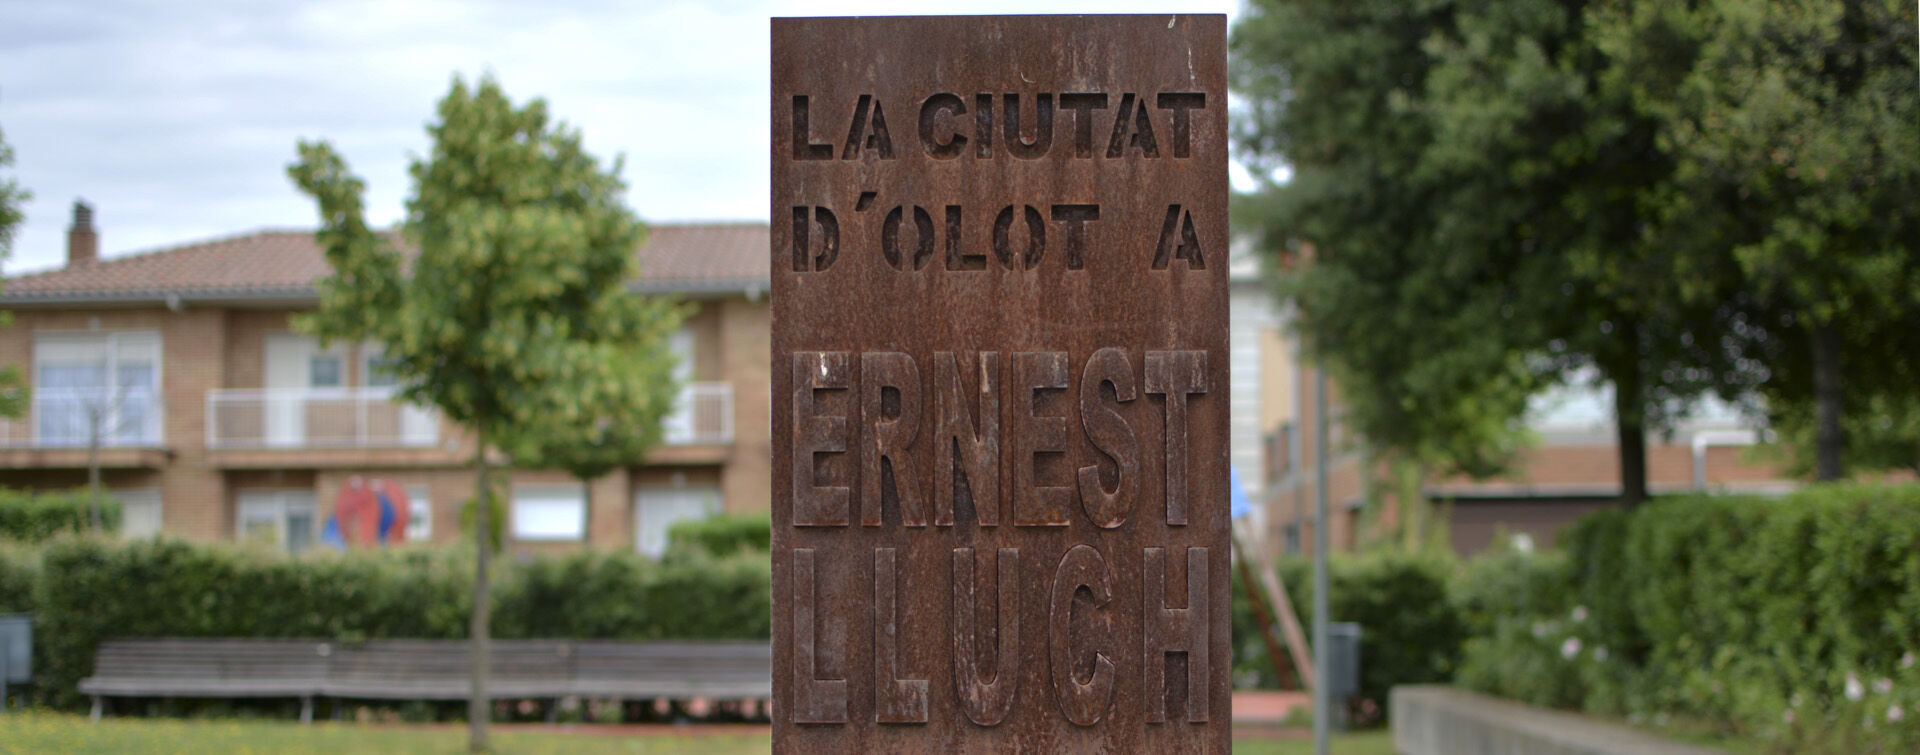 LA CIUTAT
D´OLOT A
ERNEST
LLUCH